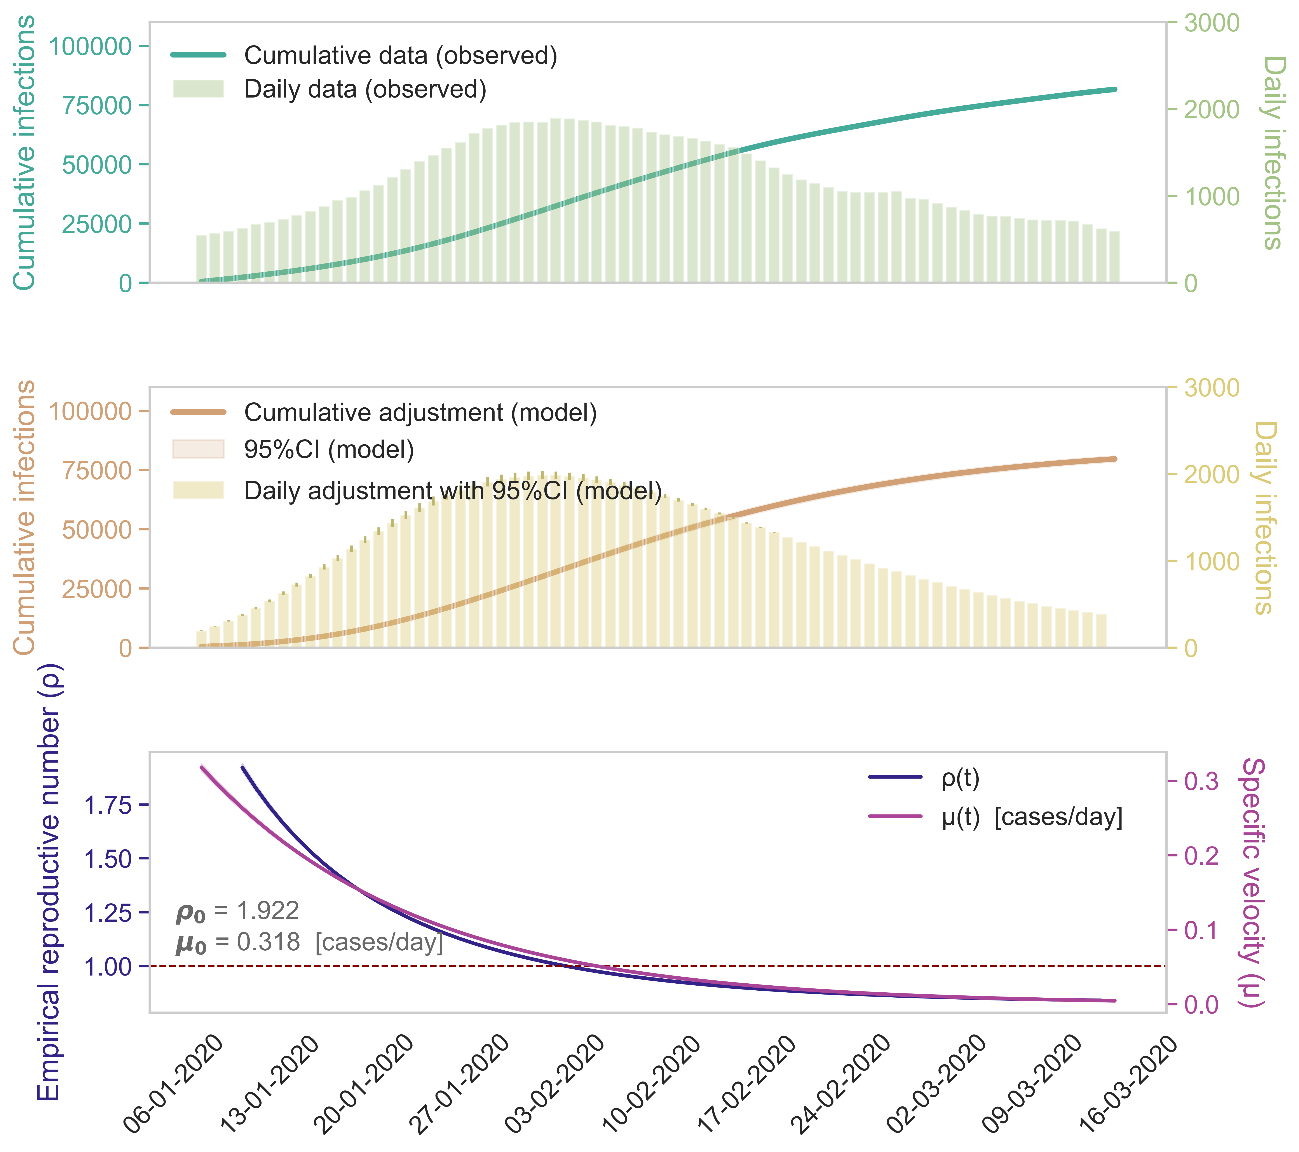 Cumulative infections
100000
75000
50000
25000
0
Cumulative data (observed)
Daily data (observed)
3000
2000
1000
0
Daily infections
Cumulative infections
100000
75000
50000
25000
0
Cumulative adjustment (model)
95%CI (model)
Daily adjustment with 95%CI (model)
3000
2000
1000
0
Daily infections
Empirical reproductive number (ρ)
1.75
1.50
1.25
1.00
ρ(t)
μ(t) [cases/day]
ρ0 = 1.922
μ0 = 0.318 [cases/day]
0.3
0.2
0.1
0.0
Specific velocity (μ)
06-01-2020
13-01-2020
20-01-2020
27-01-2020
03-02-2020
10-02-2020
17-02-2020
24-02-2020
02-03-2020
09-03-2020
16-03-2020